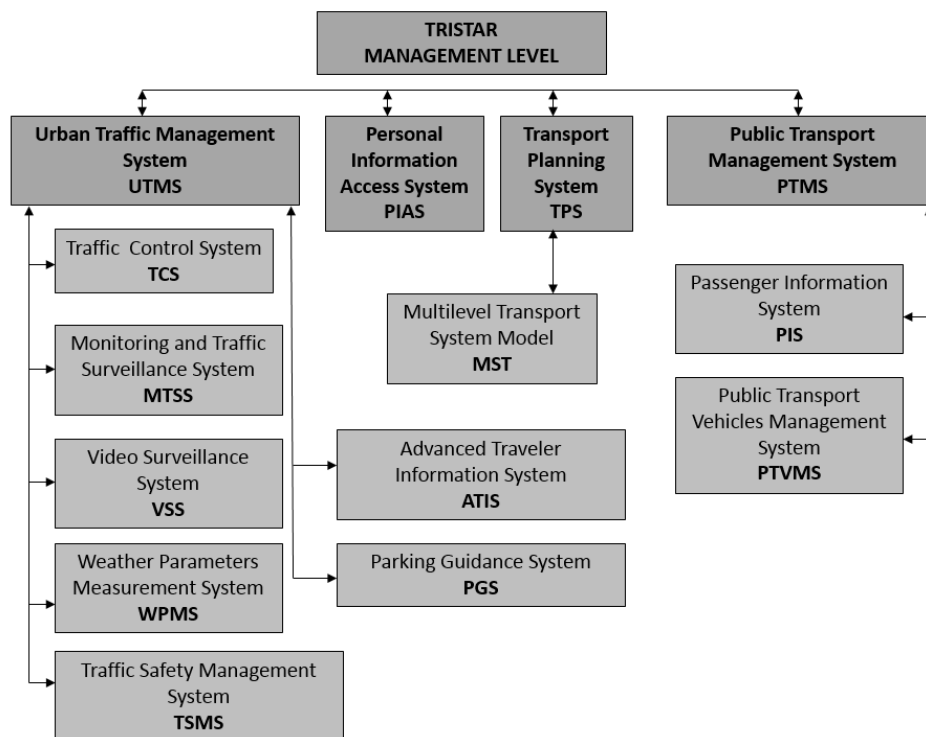 TRISTAR
MANAGEMENT LEVEL
Urban Traffic Management
System
UTMS
Personal
Information
Access System
PIAS
Transport
Planning
System
TPS
Public Transport
Management System
PTMS
Traffic Control System
TCS
Monitoring and Traffic
Surveillance System
MTSS
Video Surveillance
System
VSS
Weather Parameters
Measurement System
WPMS
Traffic Safety Management
System
TSMS
Advanced Traveler
Information System
ATIS
Parking Guidance System
PGS
Multilevel Transport
System Model
MST
Passenger Information
System
PIS
Public Transport
Vehicles Management
System
PTVMS